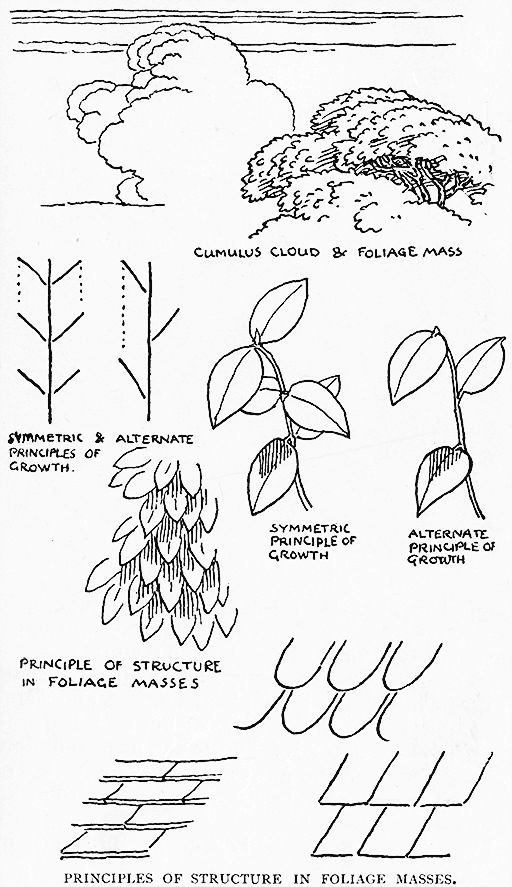 CUMULUS CLOUD & FOLIAGE MASS
SYMMETRIC & ALTERNATE
PRINCIPLES OF
GROWTH.
SYMMETRIC
PRINCIPLE OF
GROWTH
ALTERNATE
PRINCIPLE OF
GROWTH
PRINCIPLE OF STRUCTURE
IN FOLIAGE MASSES
PRINCIPLES OF STRUCTURE IN FOLIAGE MASSES.